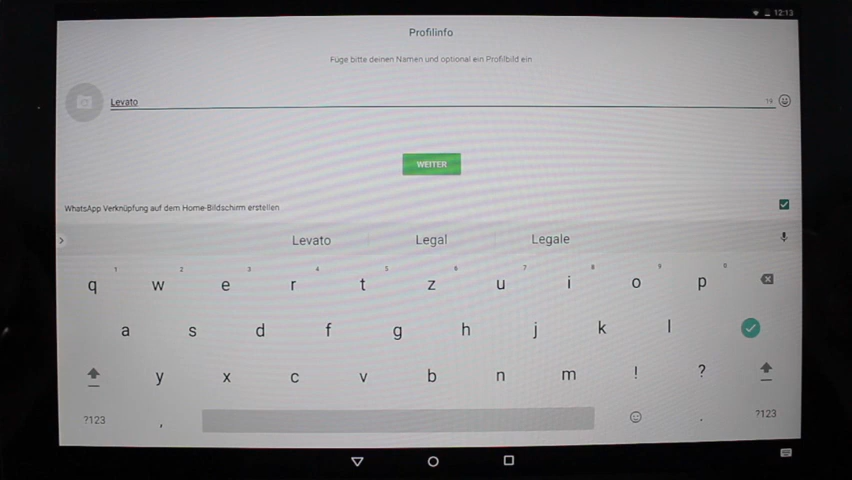 12:13
Profilinfo
Füge bitte deinen Namen und optional ein Profilbild ein
Levato
19
WEITER
WhatsApp Verknüpfung auf dem Home-Bildschirm erstellen
Levato Legal Legale
1 2 3 4 5 6 7 8 9 0
q w e r t z u i o p
a s d f g h j k l
y x c v b n m ! ?
?123 , . ?123